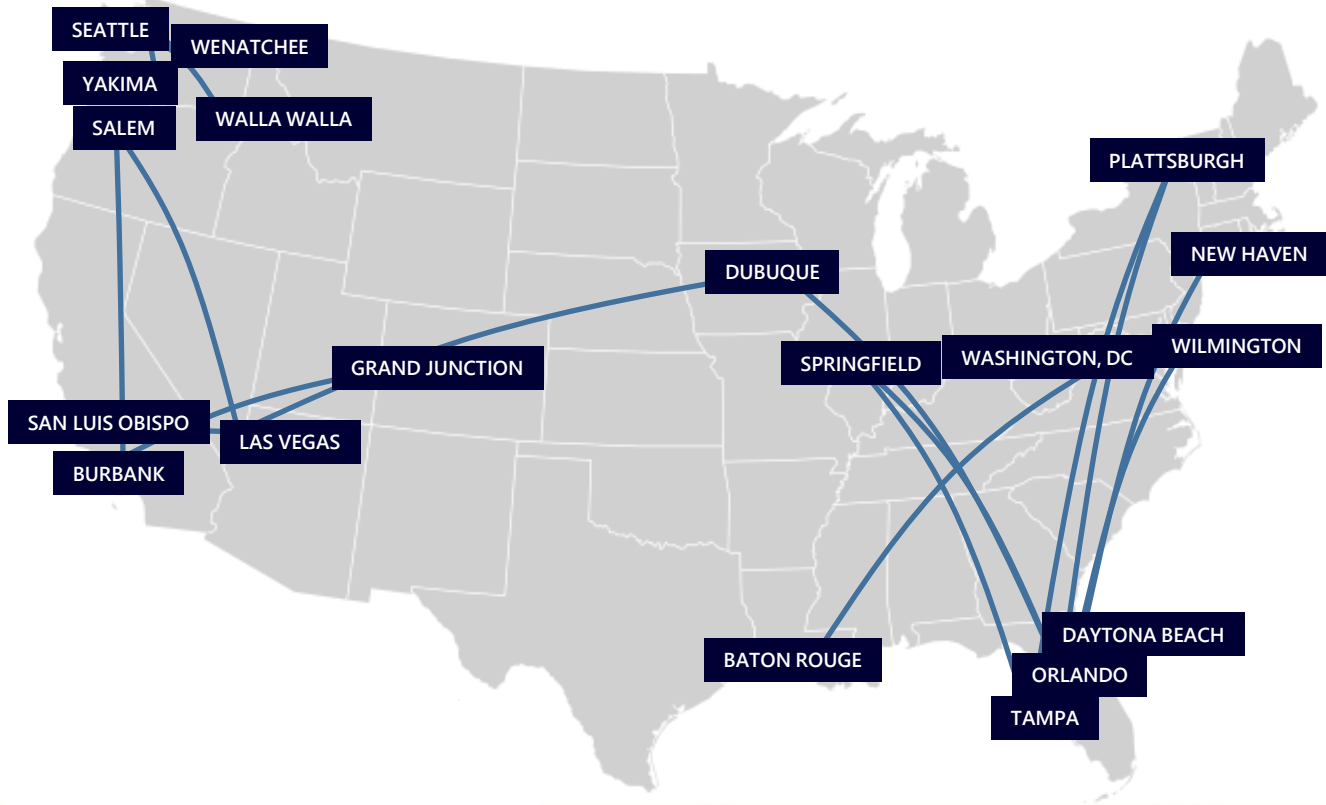 SEATTLE
WENATCHEE
YAKIMA
WALLA WALLA
SALEM
PLATTSBURGH
NEW HAVEN
DUBUQUE
WILMINGTON
WASHINGTON, DC
SPRINGFIELD
GRAND JUNCTION
SAN LUIS OBISPO
LAS VEGAS
BURBANK
DAYTONA BEACH
BATON ROUGE
ORLANDO
TAMPA